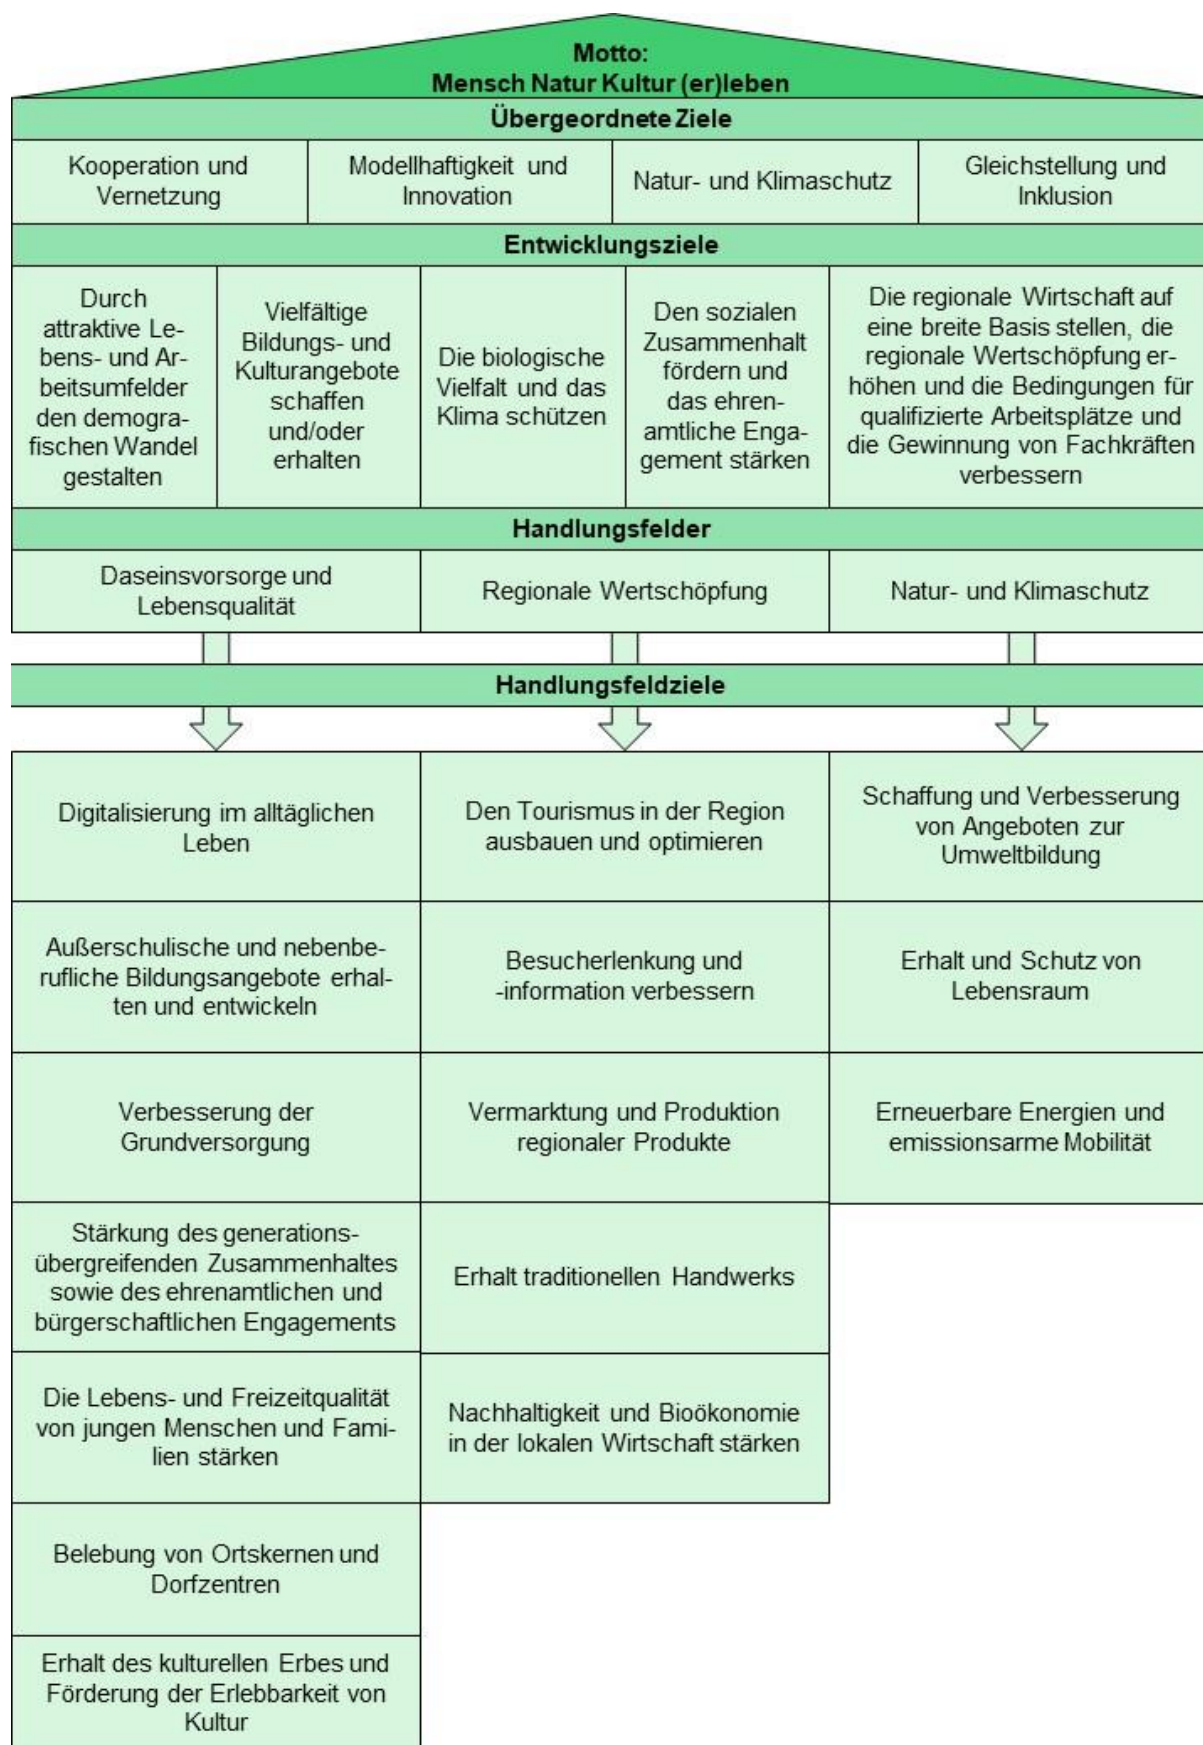 Motto:
Mensch Natur Kultur (er)leben
Übergeordnete Ziele
Kooperation und
Vernetzung
Modellhaftigkeit und
Innovation
Natur- und Klimaschutz
Gleichstellung und
Inklusion
Entwicklungsziele
Durch
attraktive Le-
bens- und Ar-
beitsumfelder
den demogra-
fischen Wandel
gestalten
Vielfältige
Bildungs- und
Kulturangebote
schaffen
und/oder
erhalten
Die biologische
Vielfalt und das
Klima schützen
Den sozialen
Zusammenhalt
fördern und
das ehren-
amtliche Enga-
gement stärken
Die regionale Wirtschaft auf
eine breite Basis stellen, die
regionale Wertschöpfung er-
höhen und die Bedingungen für
qualifizierte Arbeitsplätze und
die Gewinnung von Fachkräften
verbessern
Handlungsfelder
Daseinsvorsorge und
Lebensqualität
Regionale Wertschöpfung
Natur- und Klimaschutz
Handlungsfeldziele
Digitalisierung im alltäglichen
Leben
Den Tourismus in der Region
ausbauen und optimieren
Schaffung und Verbesserung
von Angeboten zur
Umweltbildung
Außerschulische und nebenbe-
rufliche Bildungsangebote erhal-
ten und entwickeln
Besucherlenkung und
-information verbessern
Erhalt und Schutz von
Lebensraum
Verbesserung der
Grundversorgung
Vermarktung und Produktion
regionaler Produkte
Erneuerbare Energien und
emissionsarme Mobilität
Stärkung des generations-
übergreifenden Zusammenhaltes
sowie des ehrenamtlichen und
bürgerschaftlichen Engagements
Erhalt traditionellen Handwerks
Die Lebens- und Freizeitqualität
von jungen Menschen und Fami-
lien stärken
Nachhaltigkeit und Bioökonomie
in der lokalen Wirtschaft stärken
Belebung von Ortskernen und
Dorfzentren
Erhalt des kulturellen Erbes und
Förderung der Erlebbarkeit von
Kultur